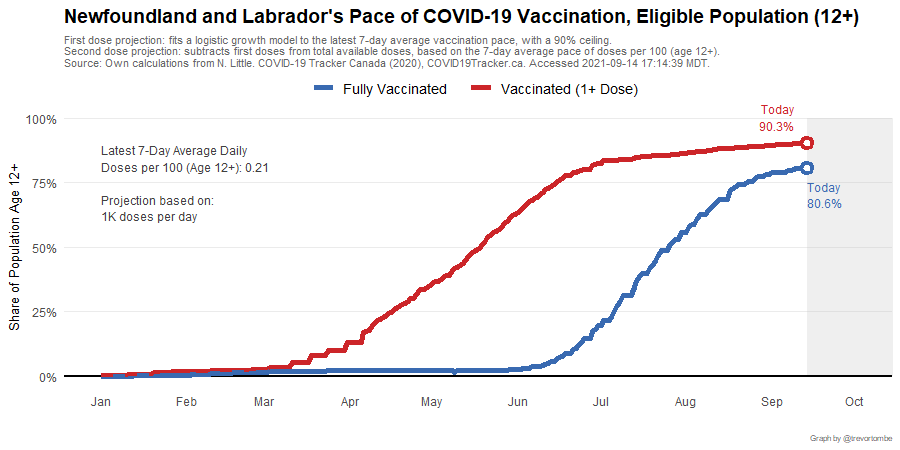 Newfoundland and Labrador's Pace of COVID-19 Vaccination, Eligible Population (12+)
First dose projection: fits a logistic growth model to the latest 7-day average vaccination pace, with a 90% ceiling.
Second dose projection: subtracts first doses from total available doses, based on the 7-day average pace of doses per 100 (age 12+).
Source: Own calculations from N. Little. COVID-19 Tracker Canada (2020), COVID19Tracker.ca. Accessed 2021-09-14 17:14:39 MDT.
Fully Vaccinated
Vaccinated (1+ Dose)
Today
90.3%
Latest 7-Day Average Daily
Doses per 100 (Age 12+): 0.21
Projection based on:
1K doses per day
Today
80.6%
Share of Population Age 12+
100%
75%
50%
25%
0%
Jan Feb Mar Apr May Jun Jul Aug Sep Oct
Graph by @trevortombe